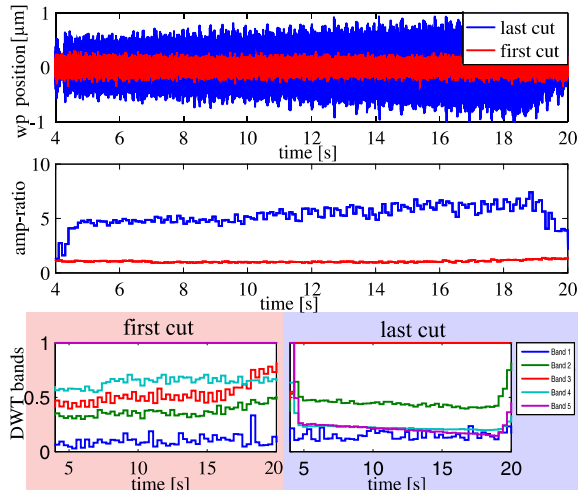 wp position [µm]
1
0
-1
last cut
first cut
4 6 8 10 12 14 16 18 20
time [s]
amp-ratio
10
5
0
4 6 8 10 12 14 16 18 20
time [s]
first cut
last cut
DWT bands
1
0.5
0
5 10 15 20
time [s]
5 10 15 20
time [s]
Band 1
Band 2
Band 3
Band 4
Band 5